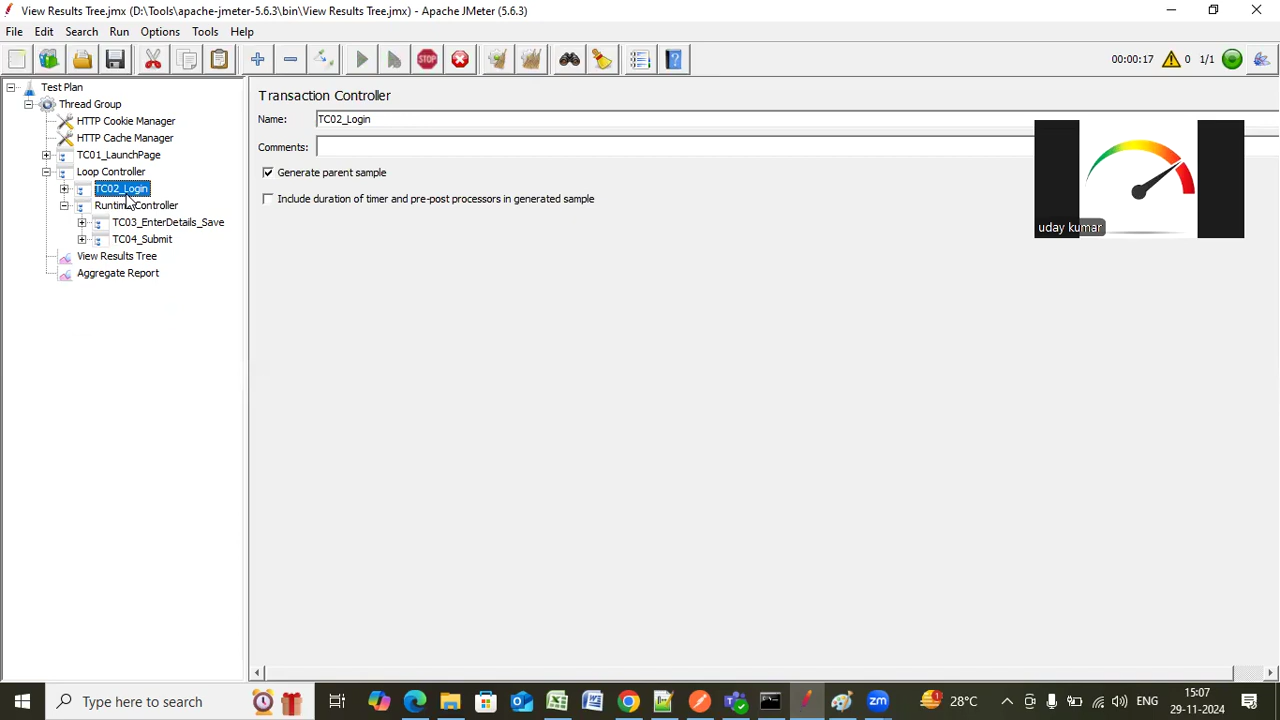 View Results Tree.jmx (D:\Tools\apache-jmeter-5.6.3\bin\View Results Tree.jmx) - Apache JMeter (5.6.3)
File Edit Search Run Options Tools Help
STOP
00:00:17 0 1/1
Test Plan
Thread Group
HTTP Cookie Manager
HTTP Cache Manager
TC01_LaunchPage
Loop Controller
TC02_Login
Runtime Controller
TC03_EnterDetails_Save
TC04_Submit
View Results Tree
Aggregate Report
Transaction Controller
Name: TC02_Login
Comments:
Generate parent sample
Include duration of timer and pre-post processors in generated sample
uday kumar
Type here to search
1 28°C ENG 15:07
29-11-2024